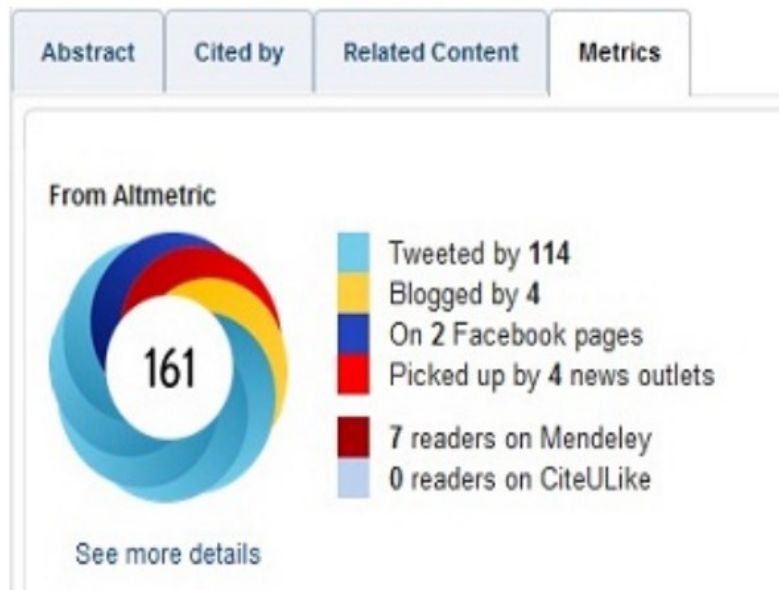 Abstract Cited by Related Content Metrics
From Altmetric
161
Tweeted by 114
Blogged by 4
On 2 Facebook pages
Picked up by 4 news outlets
7 readers on Mendeley
0 readers on CiteULike
See more details